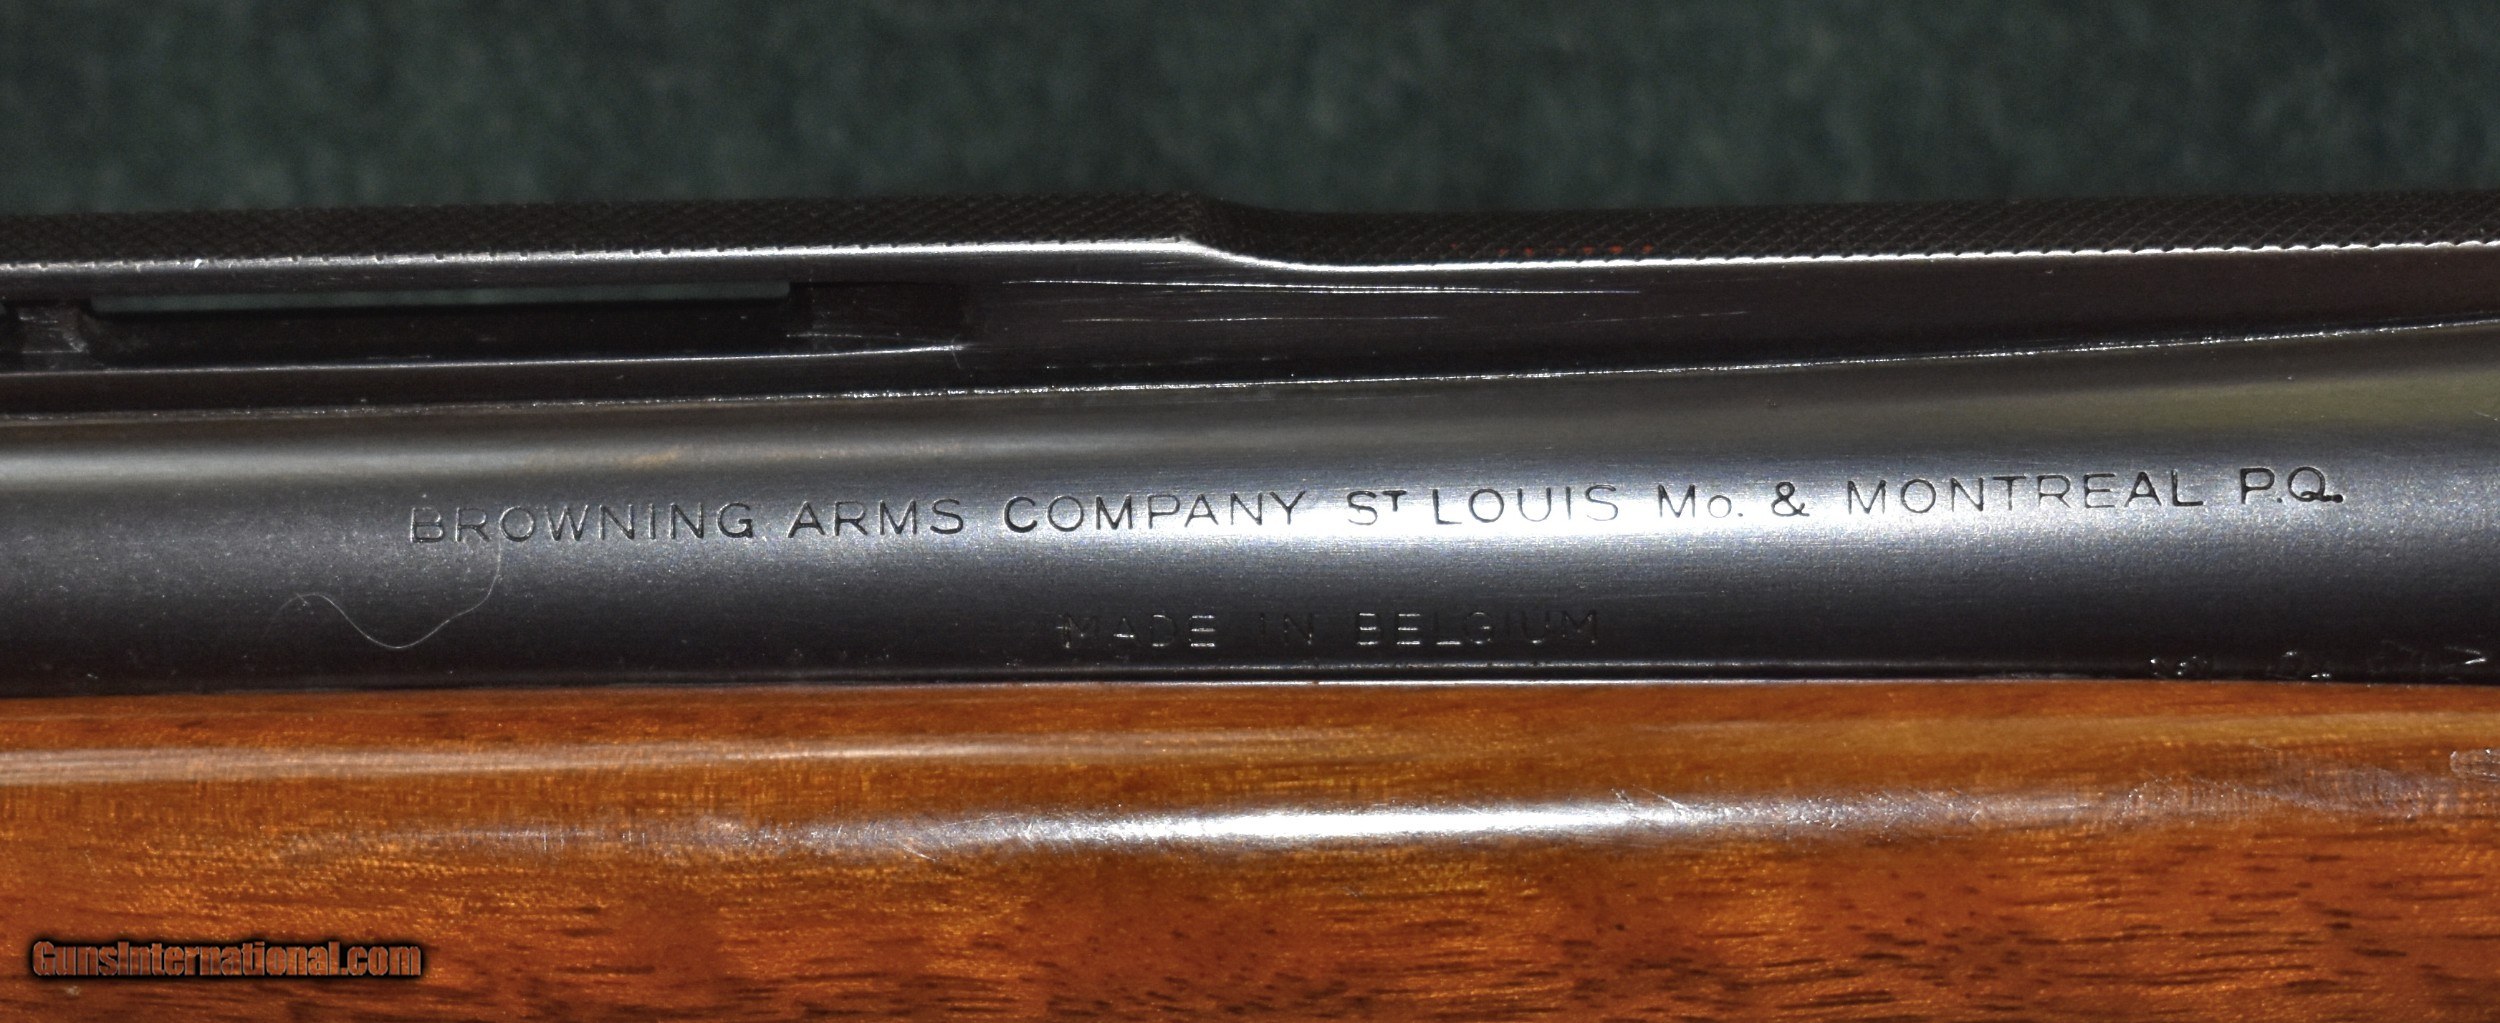 BROWNING ARMS COMPANY ST LOUIS Mo. & MONTREAL P.Q.
MADE IN BELGIUM
GunsInternational.com